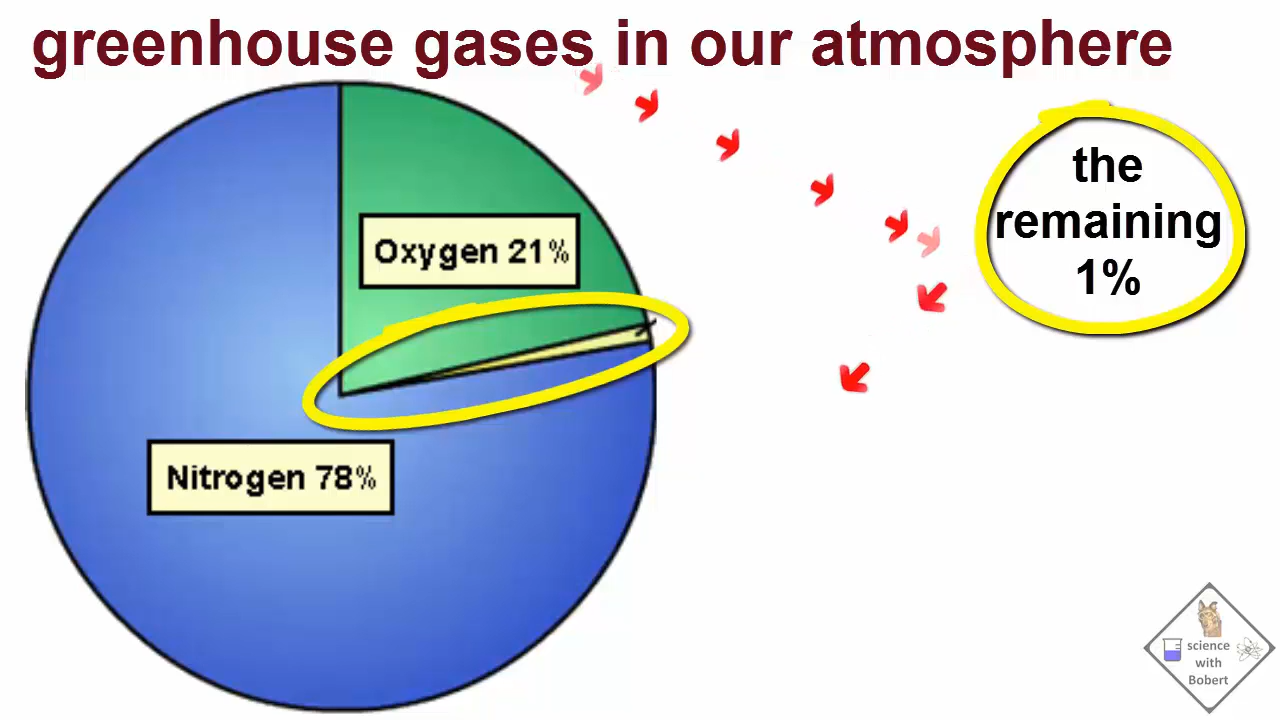 greenhouse gases in our atmosphere
the
remaining
1%
Oxygen 21%
Nitrogen 78%
science
with
Bobert